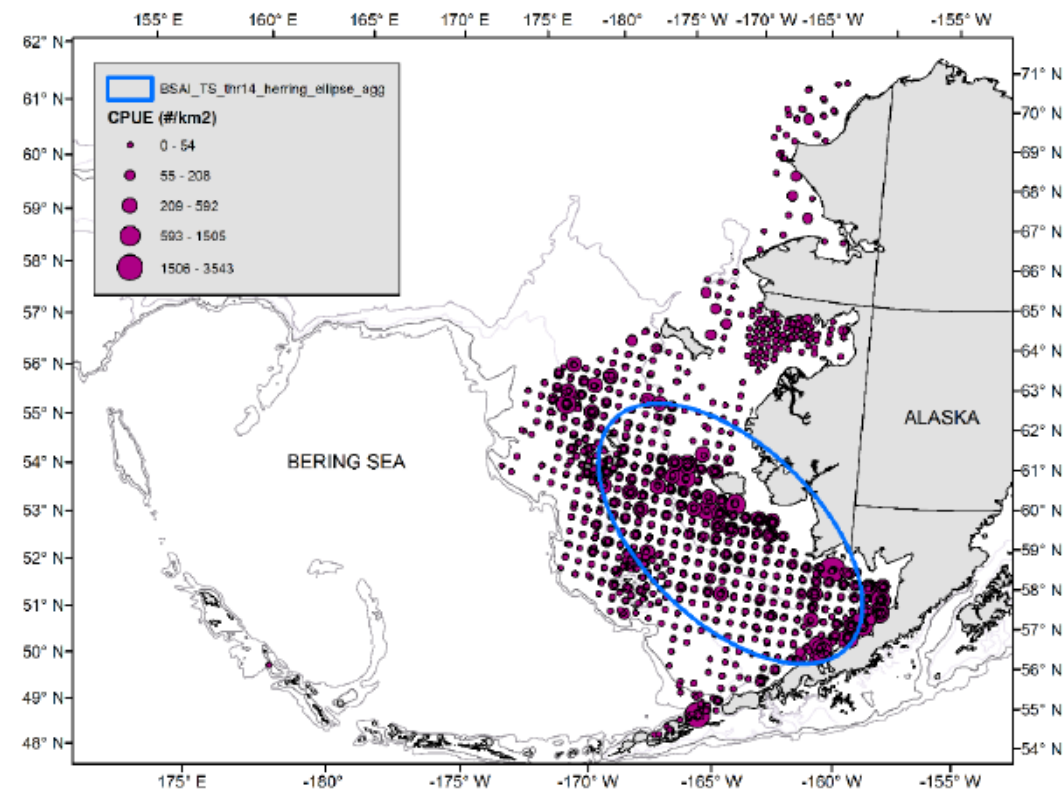 155° E 160° E 165° E 170° E 175° E -180° -175° W -170° W -165° W -155° W
62° N
61° N
60° N
59° N
58° N
57° N
56° N
55° N
54° N
53° N
52° N
51° N
50° N
49° N
48° N
BSAI_TS_thr14_herring_ellipse_agg
CPUE (#/km2)
0 - 54
55 - 208
209 - 592
593 - 1505
1506 - 3543
BERING SEA
ALASKA
71° N
70° N
69° N
68° N
67° N
66° N
65° N
64° N
63° N
62° N
61° N
60° N
59° N
58° N
57° N
56° N
55° N
54° N
175° E -180° -175° W -170° W -165° W -160° W -155° W